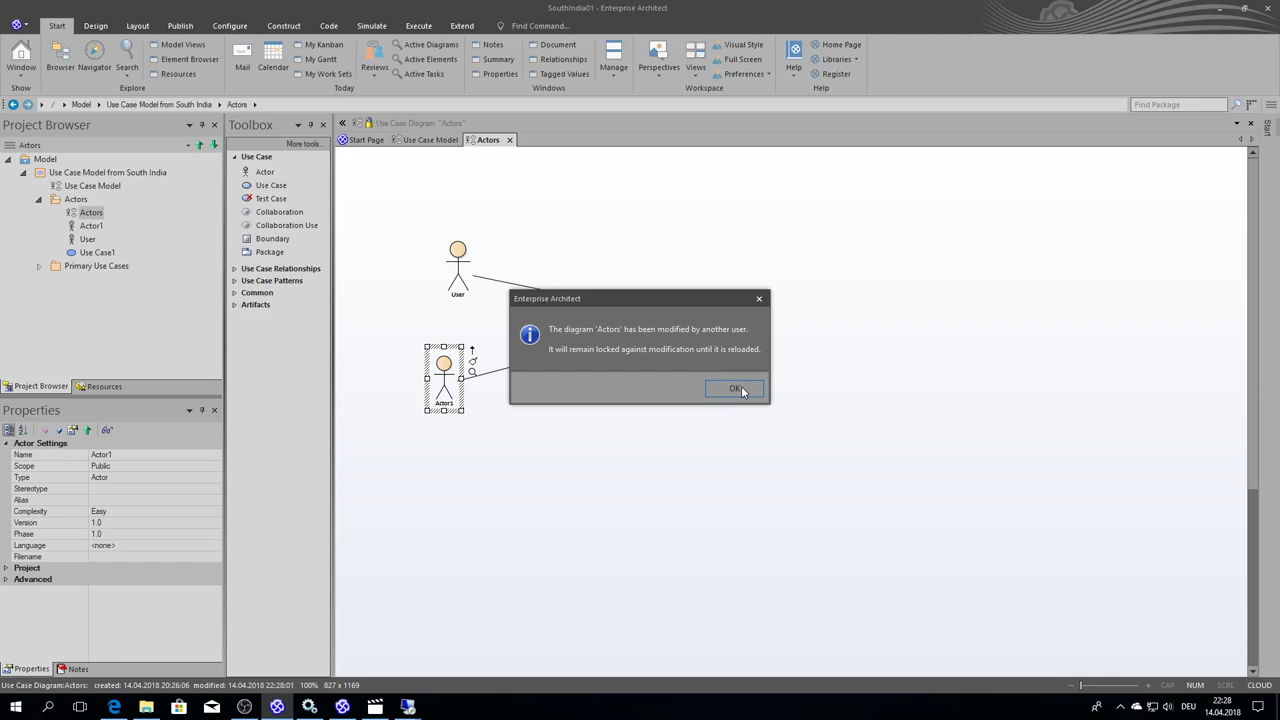 SouthIndia01 - Enterprise Architect
Start Design Layout Publish Configure Construct Code Simulate Execute Extend Find Command...
Window Browser Navigator Search Model Views Mail Calendar My Kanban Reviews Active Diagrams Notes Document Manage Perspectives Views Visual Style Help Home Page
Element Browser My Gantt Active Elements Summary Relationships Full Screen Libraries
Resources My Work Sets Active Tasks Properties Tagged Values Preferences Register
Show Explore Today Windows Workspace Help
/ Model Use Case Model from South India Actors Find Package
Project Browser
Actors
Model
Use Case Model from South India
Use Case Model
Actors
Actors
Actor1
User
Use Case1
Primary Use Cases
Project Browser Resources
Toolbox
More tools...
Use Case
Actor
Use Case
Test Case
Collaboration
Collaboration Use
Boundary
Package
Use Case Relationships
Use Case Patterns
Common
Artifacts
Use Case Diagram: "Actors"
Start Page Use Case Model Actors
Start
User
Actor1
Enterprise Architect
The diagram 'Actors' has been modified by another user.
It will remain locked against modification until it is reloaded.
OK
Properties
Actor Settings
Name Actor1
Scope Public
Type Actor
Stereotype
Alias
Complexity Easy
Version 1.0
Phase 1.0
Language <none>
Filename
Project
Advanced
Properties Notes
Use Case Diagram:Actors: created: 14.04.2018 20:26:06 modified: 14.04.2018 22:28:01 100% 827 x 1169 CAP NUM SCRL CLOUD
DEU 22:28
14.04.2018